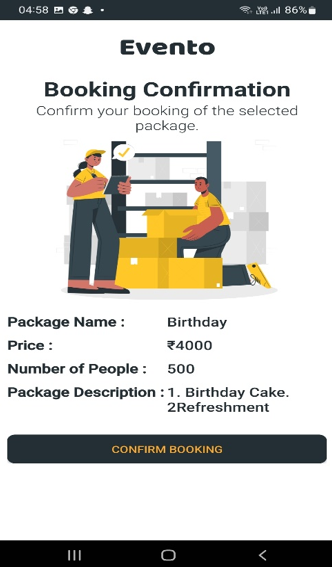 04:58 86%
Evento
Booking Confirmation
Confirm your booking of the selected
package.
Package Name : Birthday
Price : ₹4000
Number of People : 500
Package Description : 1. Birthday Cake.
2Refreshment
CONFIRM BOOKING